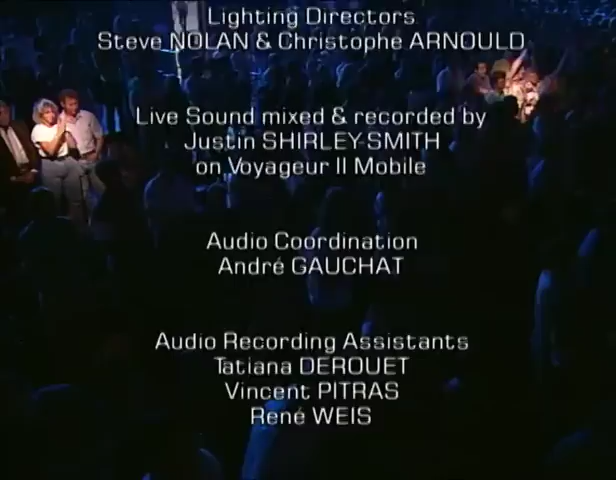 Lighting Directors
Steve NOLAN & Christophe ARNOULD
Live Sound mixed & recorded by
Justin SHIRLEY-SMITH
on Voyageur II Mobile
Audio Coordination
André GAUCHAT
Audio Recording Assistants
Tatiana DEROUET
Vincent PITRAS
René WEIS